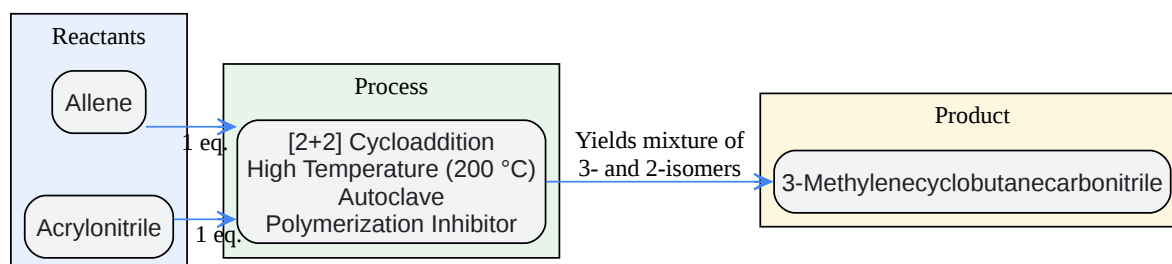 Reactants
Allene
Acrylonitrile
1 eq.
1 eq.
Process
[2+2] Cycloaddition
High Temperature (200 °C)
Autoclave
Polymerization Inhibitor
Yields mixture of
3- and 2-isomers
Product
3-Methylenecyclobutanecarbonitrile